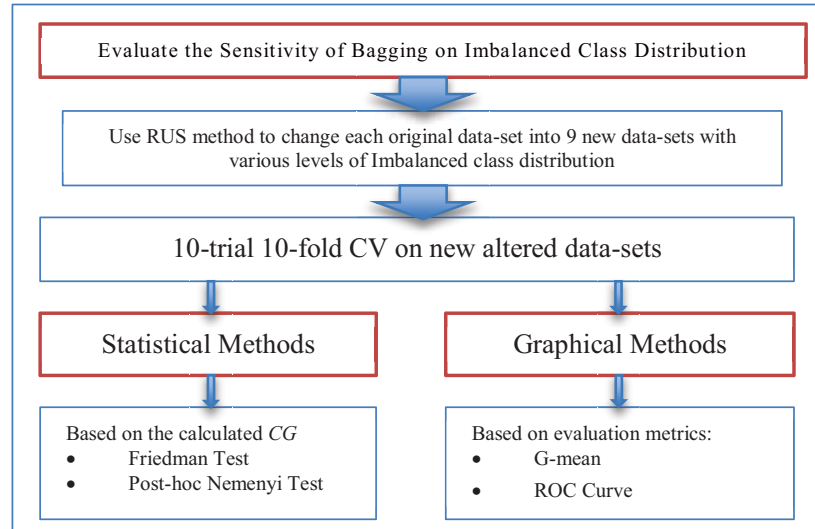 Evaluate the Sensitivity of Bagging on Imbalanced Class Distribution
Use RUS method to change each original data-set into 9 new data-sets with
various levels of Imbalanced class distribution
10-trial 10-fold CV on new altered data-sets
Statistical Methods
Graphical Methods
Based on the calculated CG
• Friedman Test
• Post-hoc Nemenyi Test
Based on evaluation metrics:
• G-mean
• ROC Curve